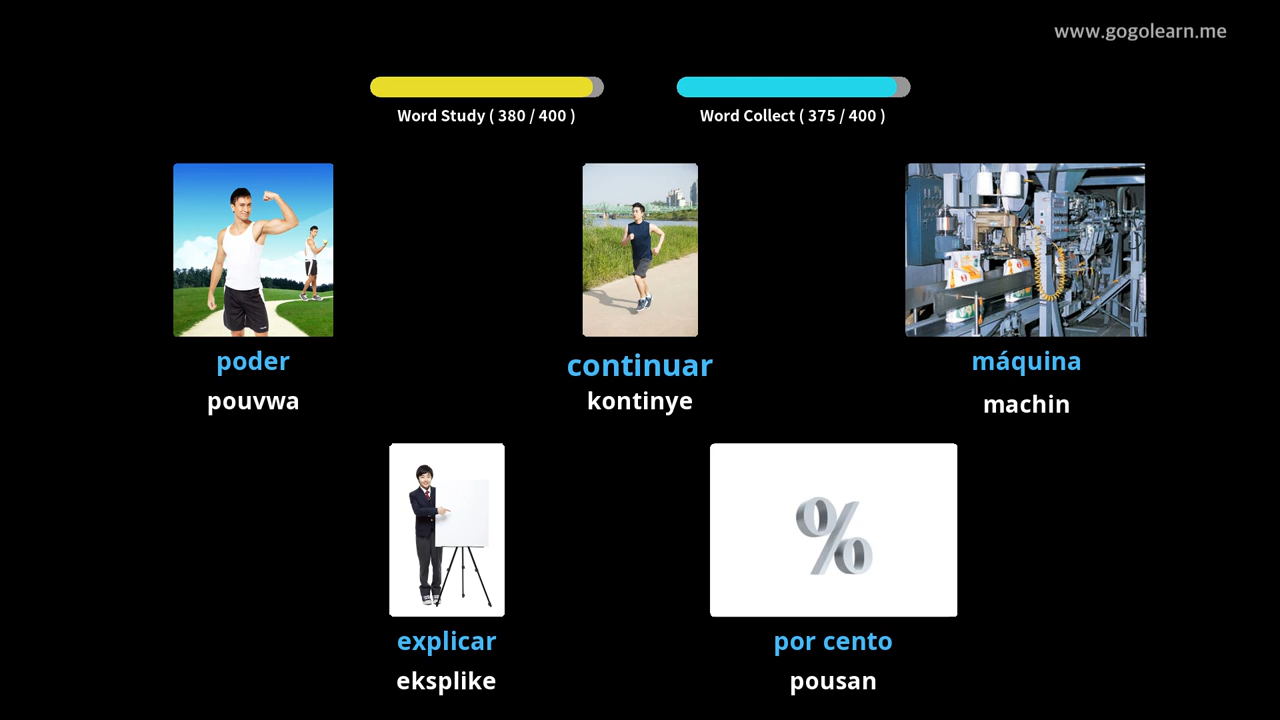 www.gogolearn.me
Word Study ( 380 / 400 )
Word Collect ( 375 / 400 )
poder
pouvwa
continuar
kontinye
máquina
machin
explicar
eksplike
por cento
pousan